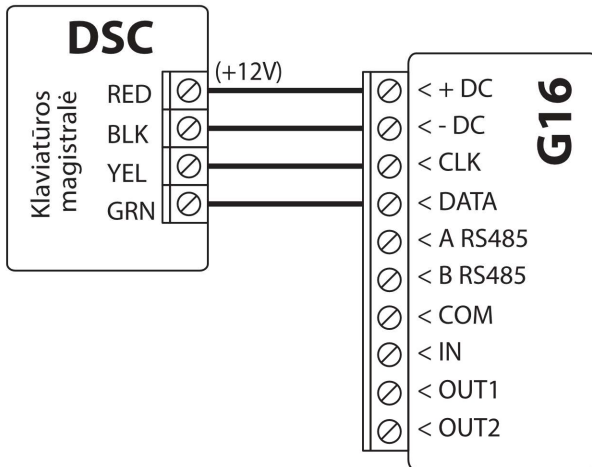 DSC
Klaviatūros
magistralė
RED
BLK
YEL
GRN
(+12V)
G16
< + DC
< - DC
< CLK
< DATA
< A RS485
< B RS485
< COM
< IN
< OUT1
< OUT2